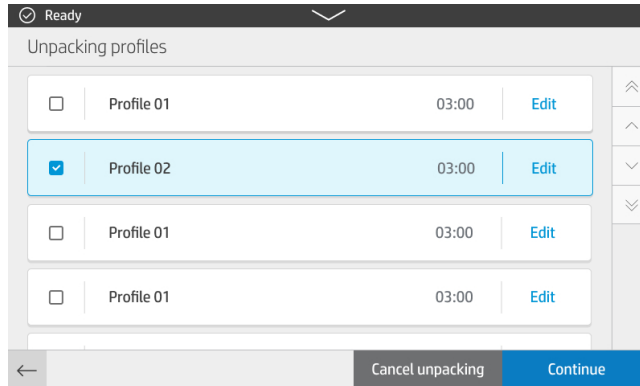 Ready
Unpacking profiles
Profile 01 03:00 Edit
Profile 02 03:00 Edit
Profile 01 03:00 Edit
Profile 01 03:00 Edit
Cancel unpacking Continue